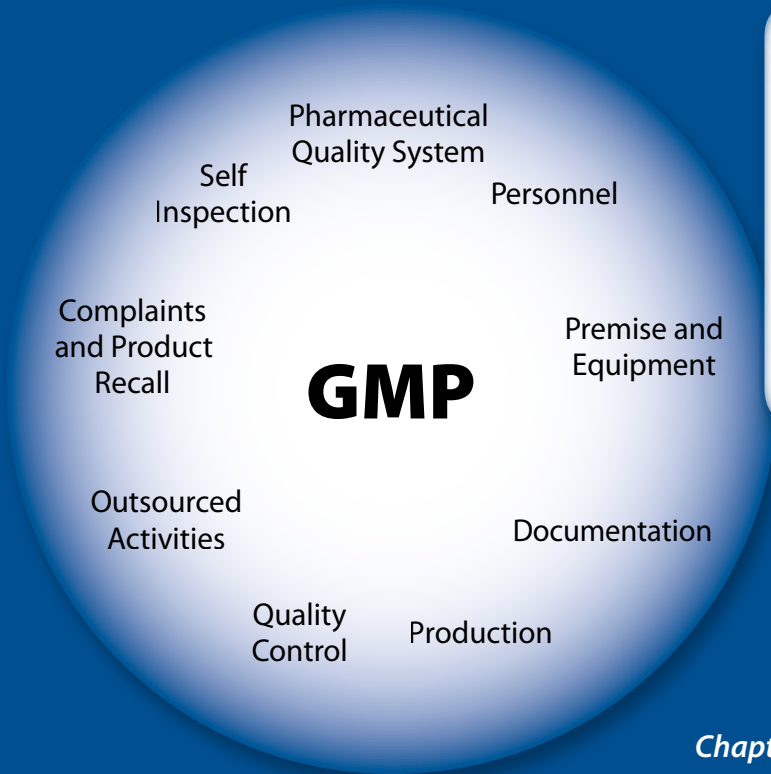 Pharmaceutical
Quality System
Self
Inspection
Personnel
Complaints
and Product
Recall
Premise and
Equipment
GMP
Outsourced
Activities
Documentation
Quality
Control
Production
Chapt